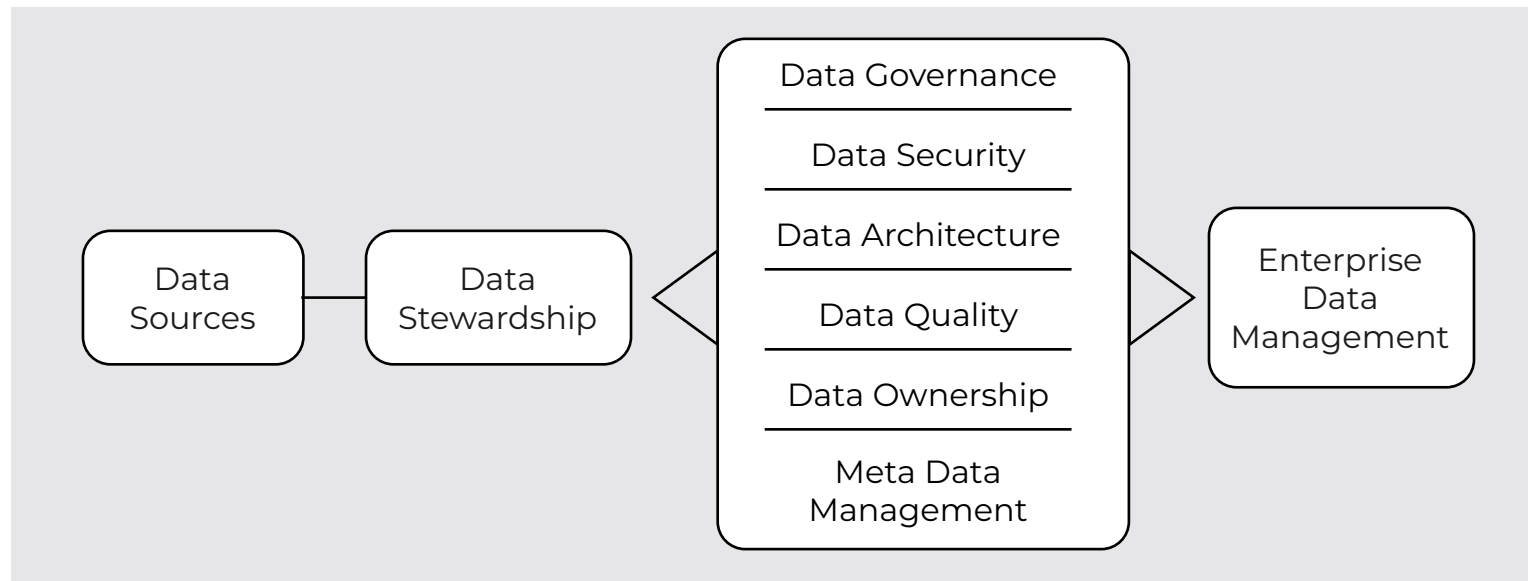 Data
Sources
Data
Stewardship
Data Governance
Data Security
Data Architecture
Data Quality
Data Ownership
Meta Data
Management
Enterprise
Data
Management